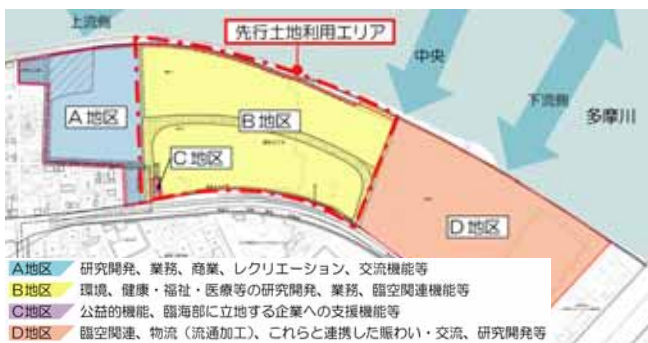 上流側
先行土地利用エリア
中央
下流側
多摩川
A地区
B地区
C地区
D地区
A地区 研究開発、業務、商業、レクリエーション、交流機能等
B地区 環境、健康・福祉・医療等の研究開発、業務、臨空関連機能等
C地区 公益的機能、臨海部に立地する企業への支援機能等
D地区 臨空関連、物流（流通加工）、これらと連携した賑わい・交流、研究開発等